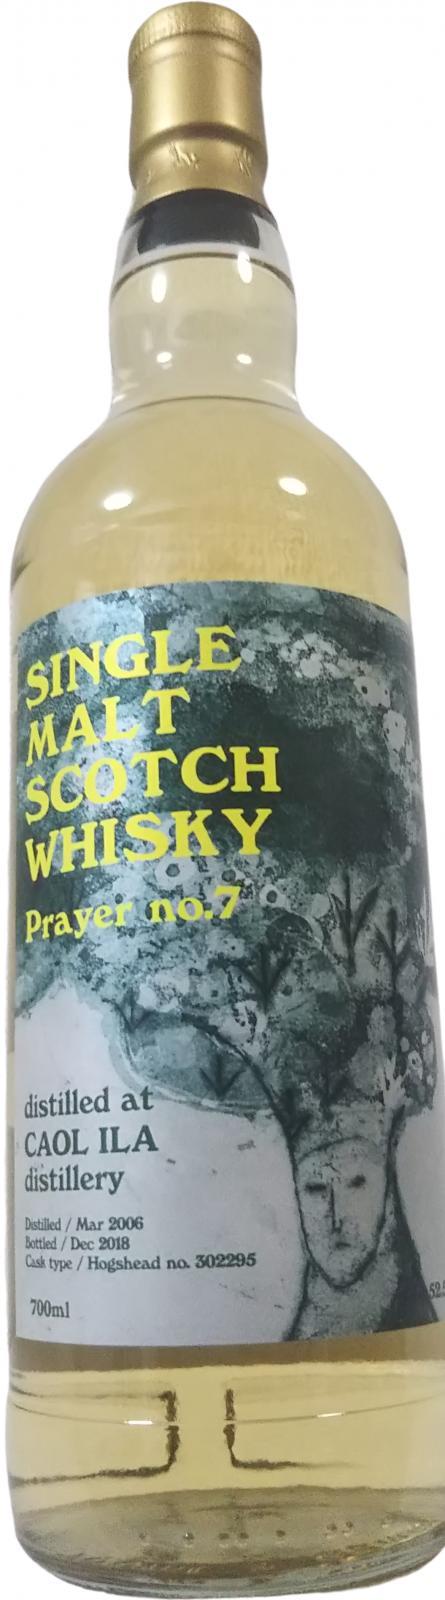 SINGLE
MALT
SCOTCH
WHISKY
Prayer no.7
distilled at
CAOL ILA
distillery
Distilled / Mar 2006
Bottled / Dec 2018
Cask type / Hogshead no. 302295
700ml